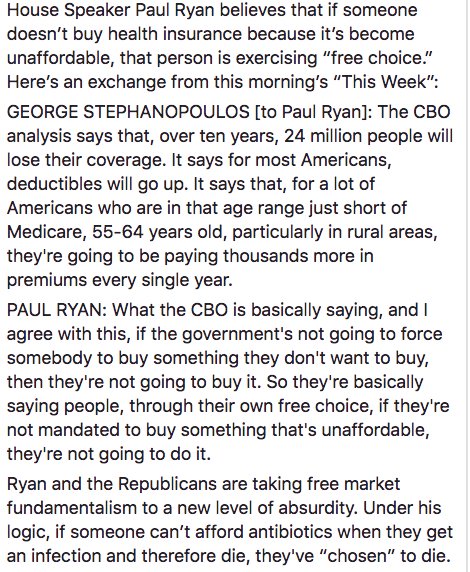 House Speaker Paul Ryan believes that if someone
doesn’t buy health insurance because it’s become
unaffordable, that person is exercising “free choice.”
Here’s an exchange from this morning’s “This Week”:
GEORGE STEPHANOPOULOS [to Paul Ryan]: The CBO
analysis says that, over ten years, 24 million people will
lose their coverage. It says for most Americans,
deductibles will go up. It says that, for a lot of
Americans who are in that age range just short of
Medicare, 55-64 years old, particularly in rural areas,
they're going to be paying thousands more in
premiums every single year.
PAUL RYAN: What the CBO is basically saying, and I
agree with this, if the government's not going to force
somebody to buy something they don't want to buy,
then they're not going to buy it. So they're basically
saying people, through their own free choice, if they're
not mandated to buy something that's unaffordable,
they're not going to do it.
Ryan and the Republicans are taking free market
fundamentalism to a new level of absurdity. Under his
logic, if someone can’t afford antibiotics when they get
an infection and therefore die, they've “chosen” to die.